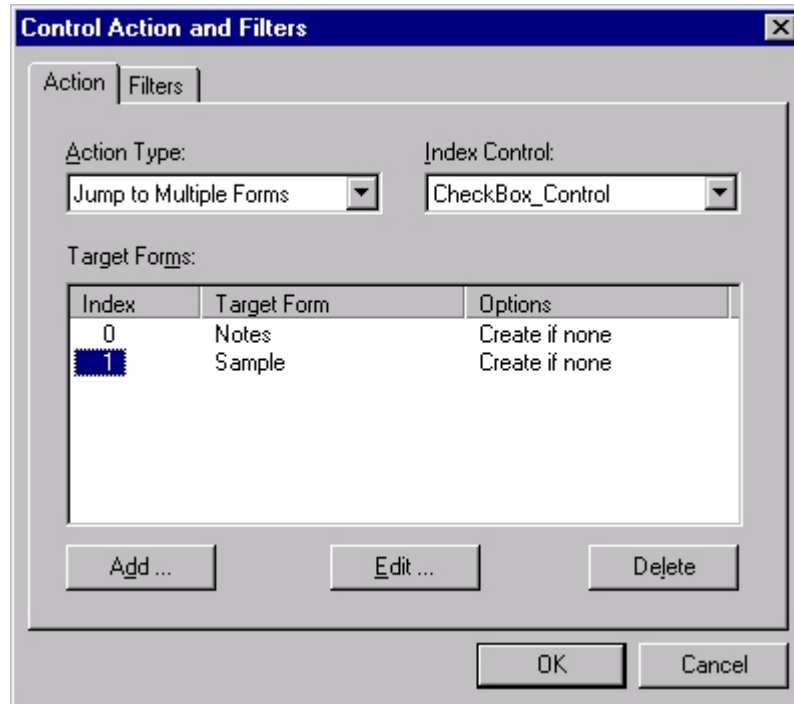 Control Action and Filters
Action Filters
Action Type: Index Control:
Jump to Multiple Forms CheckBox_Control
Target Forms:
Index Target Form Options
0 Notes Create if none
1 Sample Create if none
Add ... Edit ... Delete
OK Cancel